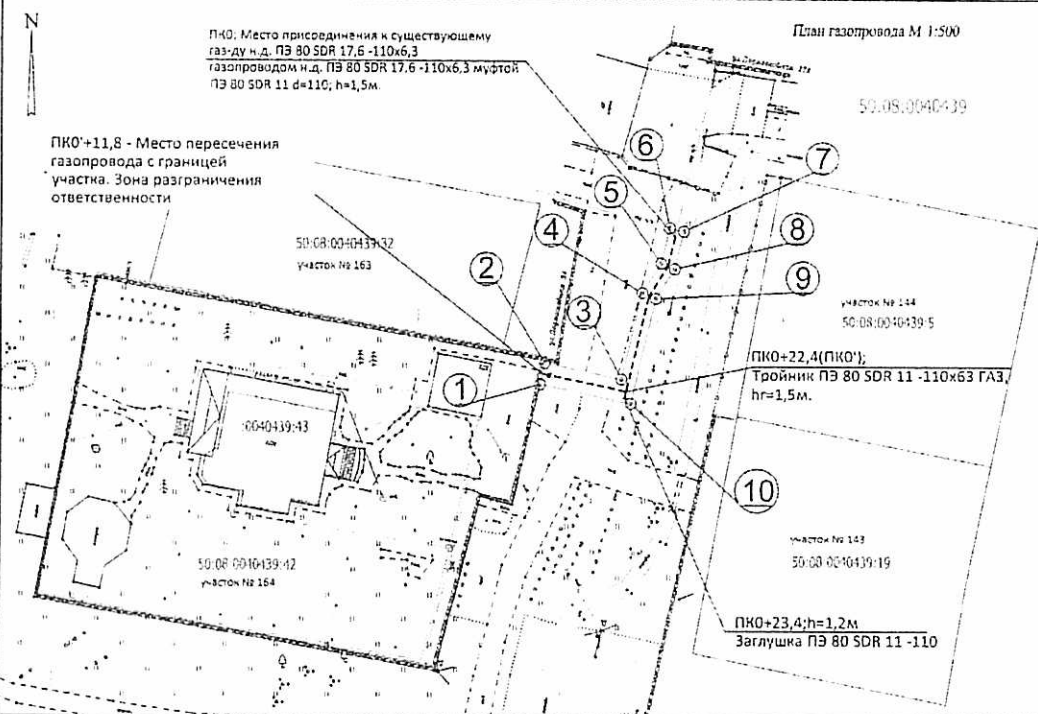 N
План газопровода М 1:500
ПК0; Место присоединения к существующему
газ-ду н.д. ПЭ 80 SDR 17,6 -110х6,3
газопроводом н.д. ПЭ 80 SDR 17,6 -110х6,3 муфтой
ПЭ 80 SDR 11 d=110; h=1,5м.
50:08:0040439
ПК0'+11,8 - Место пересечения
газопровода с границей
участка. Зона разграничения
ответственности
6
7
5
4
8
9
2
3
1
10
50:08:0040439:32
участок № 163
участок № 144
50:08:0040439:5
ПК0+22,4(ПК0');
Тройник ПЭ 80 SDR 11 -110х63 ГАЗ,
hг=1,5м.
:0040439:43
50:08:0040439:42
участок № 164
участок № 143
50:08:0040439:19
ПК0+23,4;h=1,2м
Заглушка ПЭ 80 SDR 11 -110